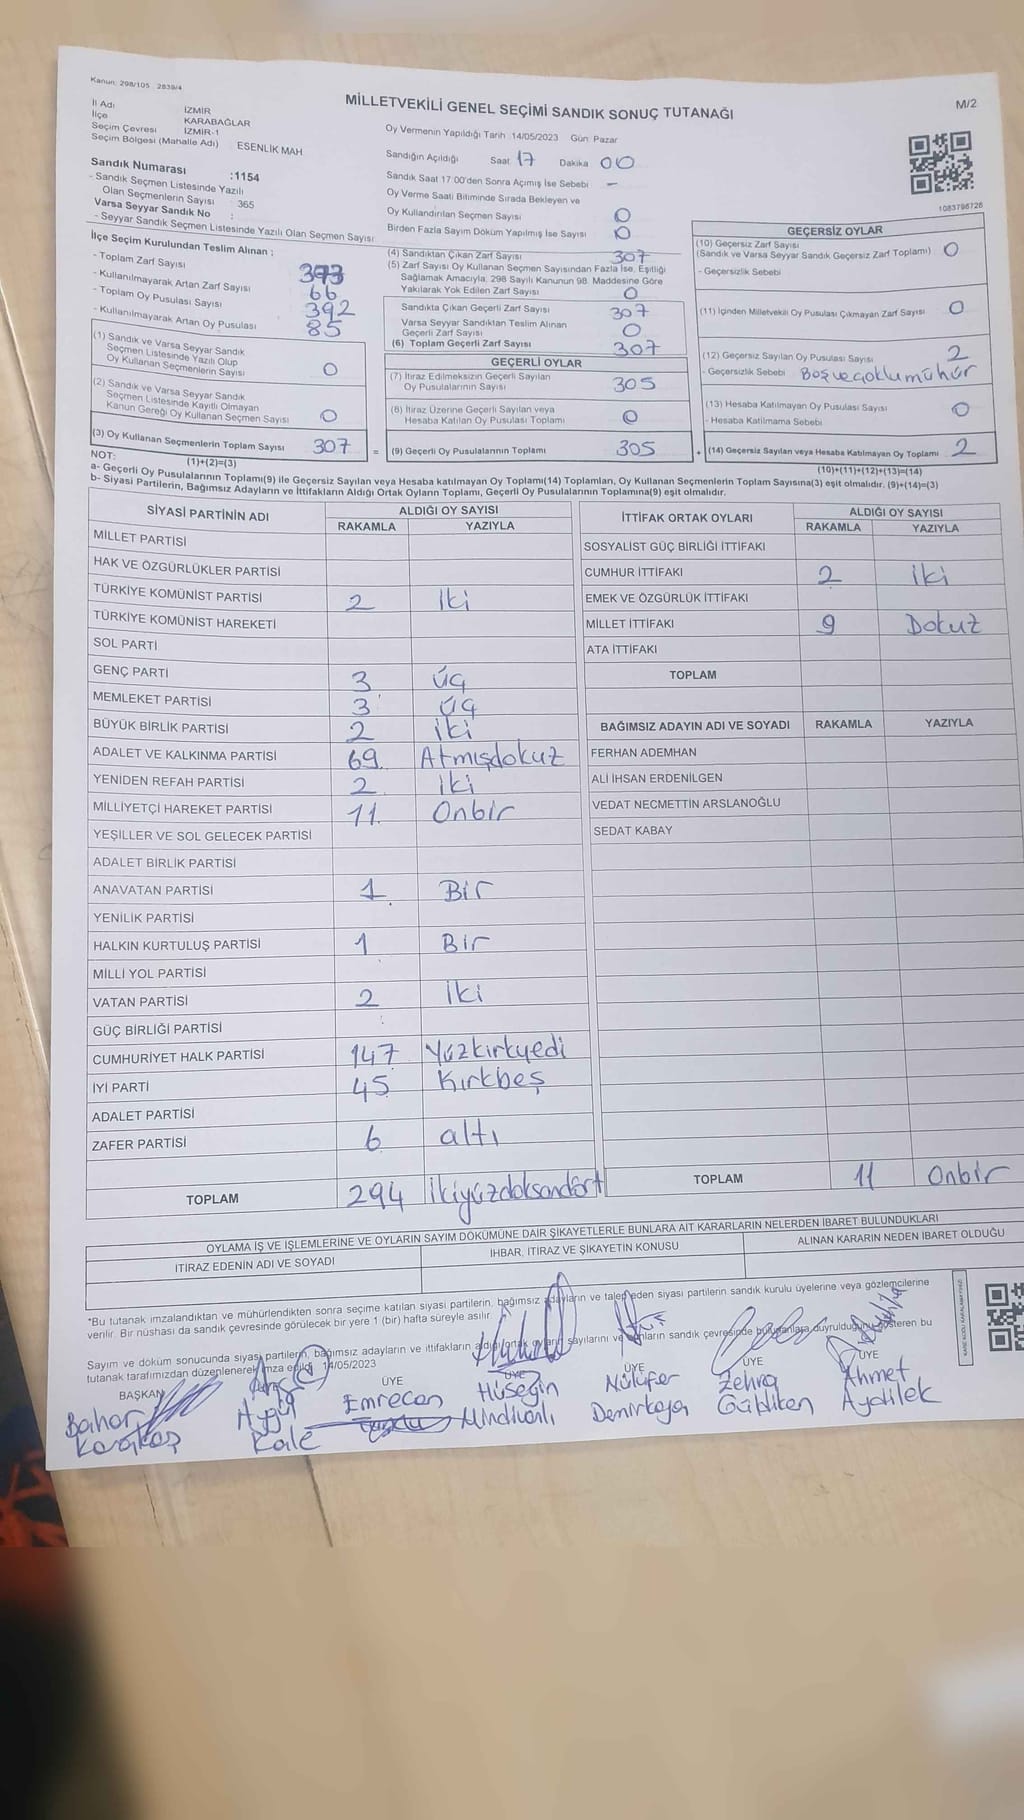 Kanun: 298/105 2839/4
MİLLETVEKİLİ GENEL SEÇİMİ SANDIK SONUÇ TUTANAĞI
M/2
İl Adı İZMİR
İlçe KARABAĞLAR
Seçim Çevresi İZMİR-1
Seçim Bölgesi (Mahalle Adı) ESENLİK MAH
Sandık Numarası :1154
- Sandık Seçmen Listesinde Yazılı
Olan Seçmenlerin Sayısı : 365
Varsa Seyyar Sandık No :
- Seyyar Sandık Seçmen Listesinde Yazılı Olan Seçmen Sayısı
Oy Vermenin Yapıldığı Tarih 14/05/2023 Gün: Pazar
Sandığın Açıldığı Saat 17 Dakika 00
Sandık Saat 17:00'den Sonra Açımış İse Sebebi -
Oy Verme Saati Bitiminde Sırada Bekleyen ve
Oy Kullandırılan Seçmen Sayısı 0
Birden Fazla Sayım Döküm Yapılmış İse Sayısı 0
1083796726
İlçe Seçim Kurulundan Teslim Alınan :
- Toplam Zarf Sayısı 373
- Kullanılmayarak Artan Zarf Sayısı 66
- Toplam Oy Pusulası Sayısı 392
- Kullanılmayarak Artan Oy Pusulası 85
(1) Sandık ve Varsa Seyyar Sandık
Seçmen Listesinde Yazılı Olup
Oy Kullanan Seçmenlerin Sayısı 0
(2) Sandık ve Varsa Seyyar Sandık
Seçmen Listesinde Kayıtlı Olmayan
Kanun Gereği Oy Kullanan Seçmen Sayısı 0
(3) Oy Kullanan Seçmenlerin Toplam Sayısı 307
(1)+(2)=(3)
(4) Sandıktan Çıkan Zarf Sayısı 307
(5) Zarf Sayısı Oy Kullanan Seçmen Sayısından Fazla İse, Eşitliği
Sağlamak Amacıyla; 298 Sayılı Kanunun 98. Maddesine Göre
Yakılarak Yok Edilen Zarf Sayısı 0
Sandıkta Çıkan Geçerli Zarf Sayısı 307
Varsa Seyyar Sandıktan Teslim Alınan
Geçerli Zarf Sayısı 0
(6) Toplam Geçerli Zarf Sayısı 307
GEÇERLİ OYLAR
(7) İtiraz Edilmeksizin Geçerli Sayılan
Oy Pusulalarının Sayısı 305
(8) İtiraz Üzerine Geçerli Sayılan veya
Hesaba Katılan Oy Pusulası Toplamı 0
= (9) Geçerli Oy Pusulalarının Toplamı 305
GEÇERSİZ OYLAR
(10) Geçersiz Zarf Sayısı
(Sandık ve Varsa Seyyar Sandık Geçersiz Zarf Toplamı) 0
- Geçersizlik Sebebi
(11) İçinden Milletvekili Oy Pusulası Çıkmayan Zarf Sayısı 0
(12) Geçersiz Sayılan Oy Pusulası Sayısı 2
- Geçersizlik Sebebi Boş ve çoklu mühür
(13) Hesaba Katılmayan Oy Pusulası Sayısı 0
- Hesaba Katılmama Sebebi
+ (14) Geçersiz Sayılan veya Hesaba Katılmayan Oy Toplamı 2
(10)+(11)+(12)+(13)=(14)
NOT:
a- Geçerli Oy Pusulalarının Toplamı(9) ile Geçersiz Sayılan veya Hesaba katılmayan Oy Toplamı(14) Toplamları, Oy Kullanan Seçmenlerin Toplam Sayısına(3) eşit olmalıdır. (9)+(14)=(3)
b- Siyasi Partilerin, Bağımsız Adayların ve İttifakların Aldığı Ortak Oyların Toplamı, Geçerli Oy Pusulalarının Toplamına(9) eşit olmalıdır.
SİYASİ PARTİNİN ADI ALDIĞI OY SAYISI
RAKAMLA YAZIYLA
MİLLET PARTİSİ
HAK VE ÖZGÜRLÜKLER PARTİSİ
TÜRKİYE KOMÜNİST PARTİSİ 2 iki
TÜRKİYE KOMÜNİST HAREKETİ
SOL PARTİ
GENÇ PARTİ 3 üç
MEMLEKET PARTİSİ 3 üç
BÜYÜK BİRLİK PARTİSİ 2 iki
ADALET VE KALKINMA PARTİSİ 69 Atmışdokuz
YENİDEN REFAH PARTİSİ 2 iki
MİLLİYETÇİ HAREKET PARTİSİ 11 Onbir
YEŞİLLER VE SOL GELECEK PARTİSİ
ADALET BİRLİK PARTİSİ
ANAVATAN PARTİSİ 1 Bir
YENİLİK PARTİSİ
HALKIN KURTULUŞ PARTİSİ 1 Bir
MİLLİ YOL PARTİSİ
VATAN PARTİSİ 2 iki
GÜÇ BİRLİĞİ PARTİSİ
CUMHURİYET HALK PARTİSİ 147 Yüzkırkyedi
İYİ PARTİ 45 Kırkbeş
ADALET PARTİSİ
ZAFER PARTİSİ 6 altı
TOPLAM 294 İkiyüzdoksandört
İTTİFAK ORTAK OYLARI ALDIĞI OY SAYISI
RAKAMLA YAZIYLA
SOSYALİST GÜÇ BİRLİĞİ İTTİFAKI
CUMHUR İTTİFAKI 2 iki
EMEK VE ÖZGÜRLÜK İTTİFAKI
MİLLET İTTİFAKI 9 Dokuz
ATA İTTİFAKI
TOPLAM
BAĞIMSIZ ADAYIN ADI VE SOYADI RAKAMLA YAZIYLA
FERHAN ADEMHAN
ALİ İHSAN ERDENİLGEN
VEDAT NECMETTİN ARSLANOĞLU
SEDAT KABAY
TOPLAM 11 Onbir
OYLAMA İŞ VE İŞLEMLERİNE VE OYLARIN SAYIM DÖKÜMÜNE DAİR ŞİKAYETLERLE BUNLARA AİT KARARLARIN NELERDEN İBARET BULUNDUKLARI
İTİRAZ EDENİN ADI VE SOYADI İHBAR, İTİRAZ VE ŞİKAYETİN KONUSU ALINAN KARARIN NEDEN İBARET OLDUĞU
*Bu tutanak imzalandıktan ve mühürlendikten sonra seçime katılan siyasi partilerin, bağımsız adayların ve talep eden siyasi partilerin sandık kurulu üyelerine veya gözlemcilerine
verilir. Bir nüshası da sandık çevresinde görülecek bir yere 1 (bir) hafta süreyle asılır.
Sayım ve döküm sonucunda siyasi partilerin, bağımsız adayların ve ittifakların aldığı ortak oyların sayılarını ve bunların sandık çevresinde bulunanlara duyrulduğunu gösteren bu
tutanak tarafımızdan düzenlenerek imza edildi. 14/05/2023
BAŞKAN ÜYE ÜYE ÜYE ÜYE ÜYE
Bahar Aygül Emrecan Hüseyin Nülüfer Zehra Ahmet
Karakaş Kale Mindivanlı Demirkaya Güldiken Aydilek